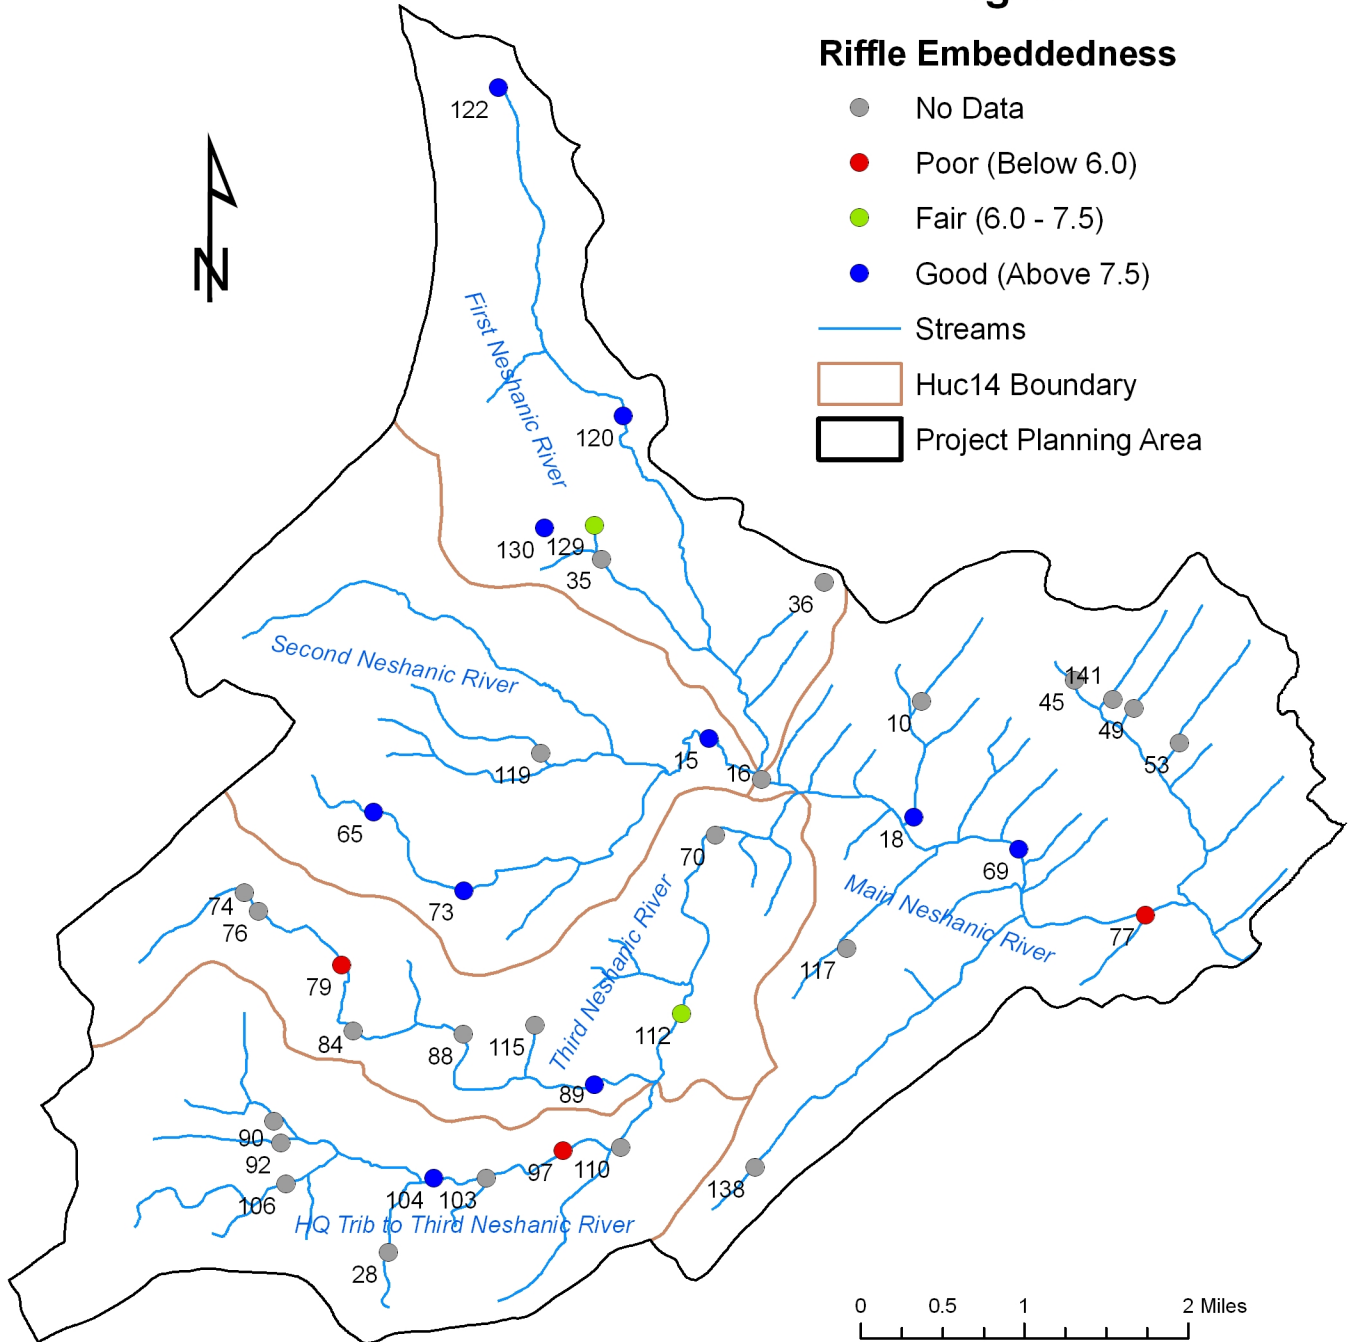 Riffle Embeddedness
No Data
Poor (Below 6.0)
Fair (6.0 - 7.5)
Good (Above 7.5)
Streams
Huc14 Boundary
Project Planning Area
N
122
First Neshanic River
120
130
129
35
36
Second Neshanic River
141
45
10
49
53
15
16
119
65
18
70
69
73
Main Neshanic River
74
76
77
117
Third Neshanic River
79
84
88
115
112
89
90
92
97
110
104
103
106
138
HQ Trib to Third Neshanic River
28
0 0.5 1 2 Miles